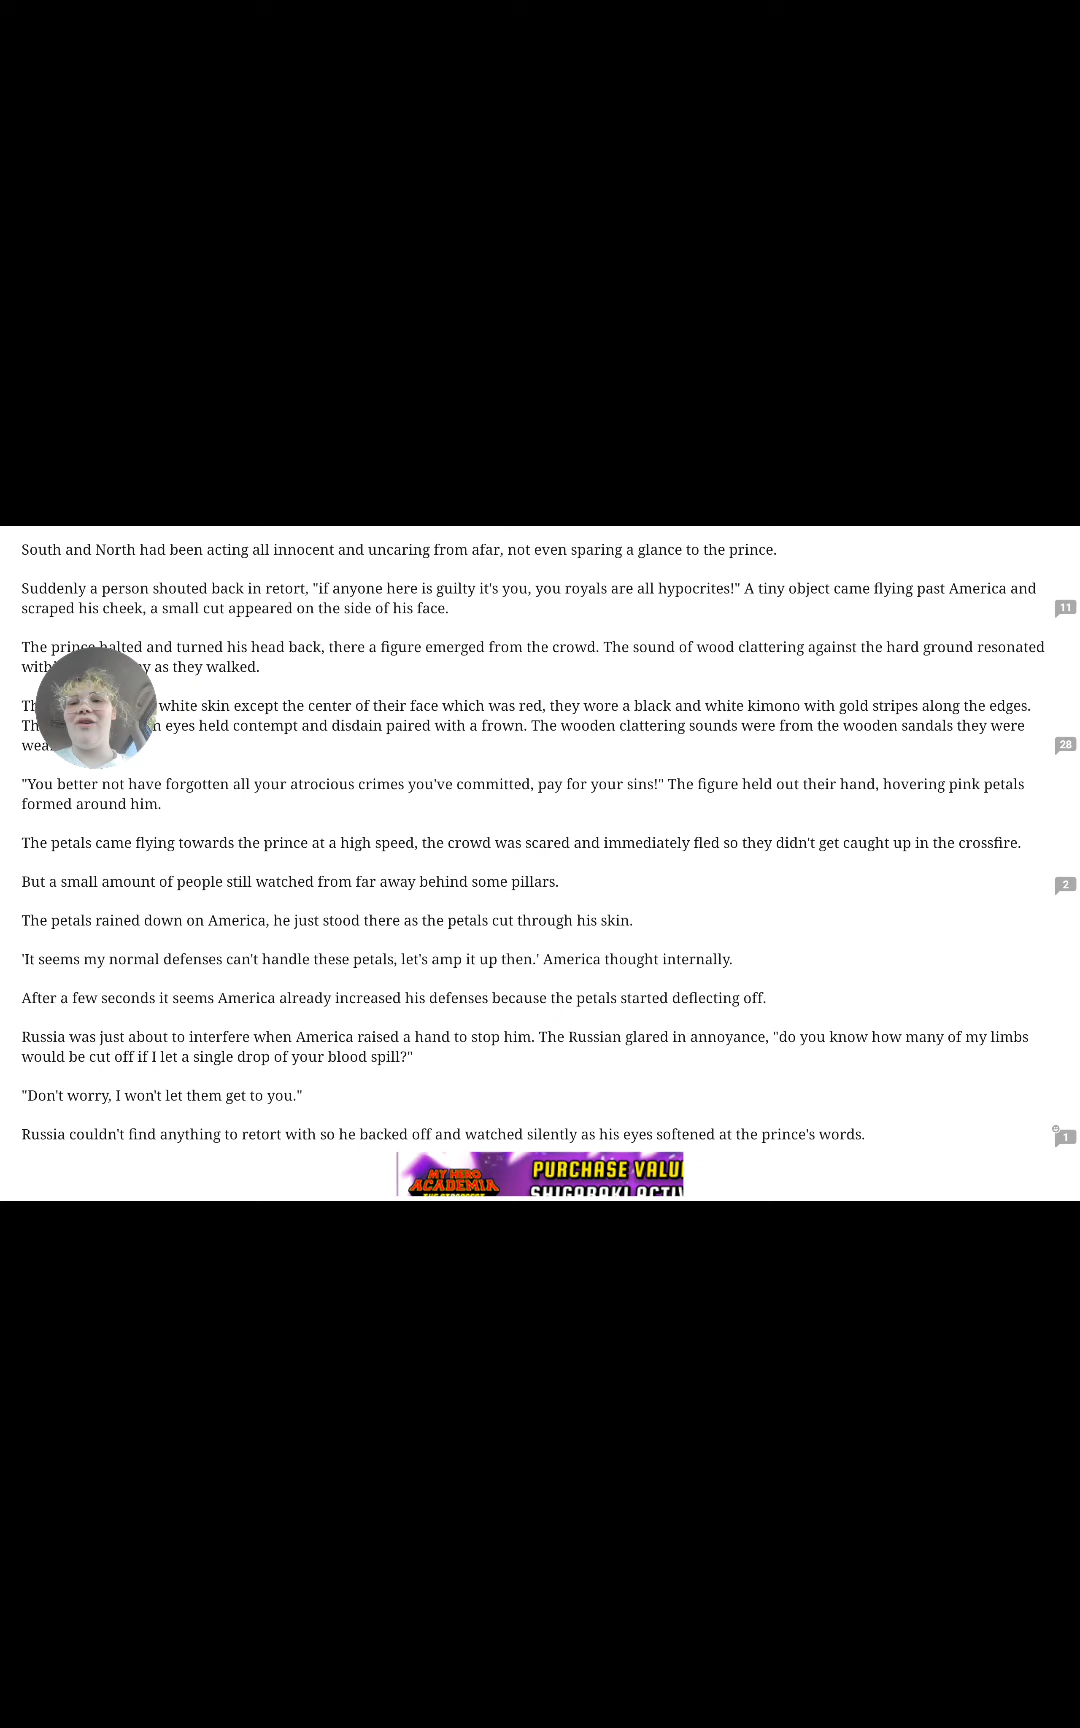 South and North had been acting all innocent and uncaring from afar, not even sparing a glance to the prince.
Suddenly a person shouted back in retort, "if anyone here is guilty it's you, you royals are all hypocrites!" A tiny object came flying past America and
scraped his cheek, a small cut appeared on the side of his face.
11
The prince halted and turned his head back, there a figure emerged from the crowd. The sound of wood clattering against the hard ground resonated
as they walked.
white skin except the center of their face which was red, they wore a black and white kimono with gold stripes along the edges.
eyes held contempt and disdain paired with a frown. The wooden clattering sounds were from the wooden sandals they were
28
"You better not have forgotten all your atrocious crimes you've committed, pay for your sins!" The figure held out their hand, hovering pink petals
formed around him.
The petals came flying towards the prince at a high speed, the crowd was scared and immediately fled so they didn't get caught up in the crossfire.
But a small amount of people still watched from far away behind some pillars.
2
The petals rained down on America, he just stood there as the petals cut through his skin.
'It seems my normal defenses can't handle these petals, let's amp it up then.' America thought internally.
After a few seconds it seems America already increased his defenses because the petals started deflecting off.
Russia was just about to interfere when America raised a hand to stop him. The Russian glared in annoyance, "do you know how many of my limbs
would be cut off if I let a single drop of your blood spill?"
"Don't worry, I won't let them get to you."
Russia couldn't find anything to retort with so he backed off and watched silently as his eyes softened at the prince's words.
1
MY HERO
ACADEMIA
THE STRONGEST
PURCHASE VALU
SHIGARAKI ACTIV